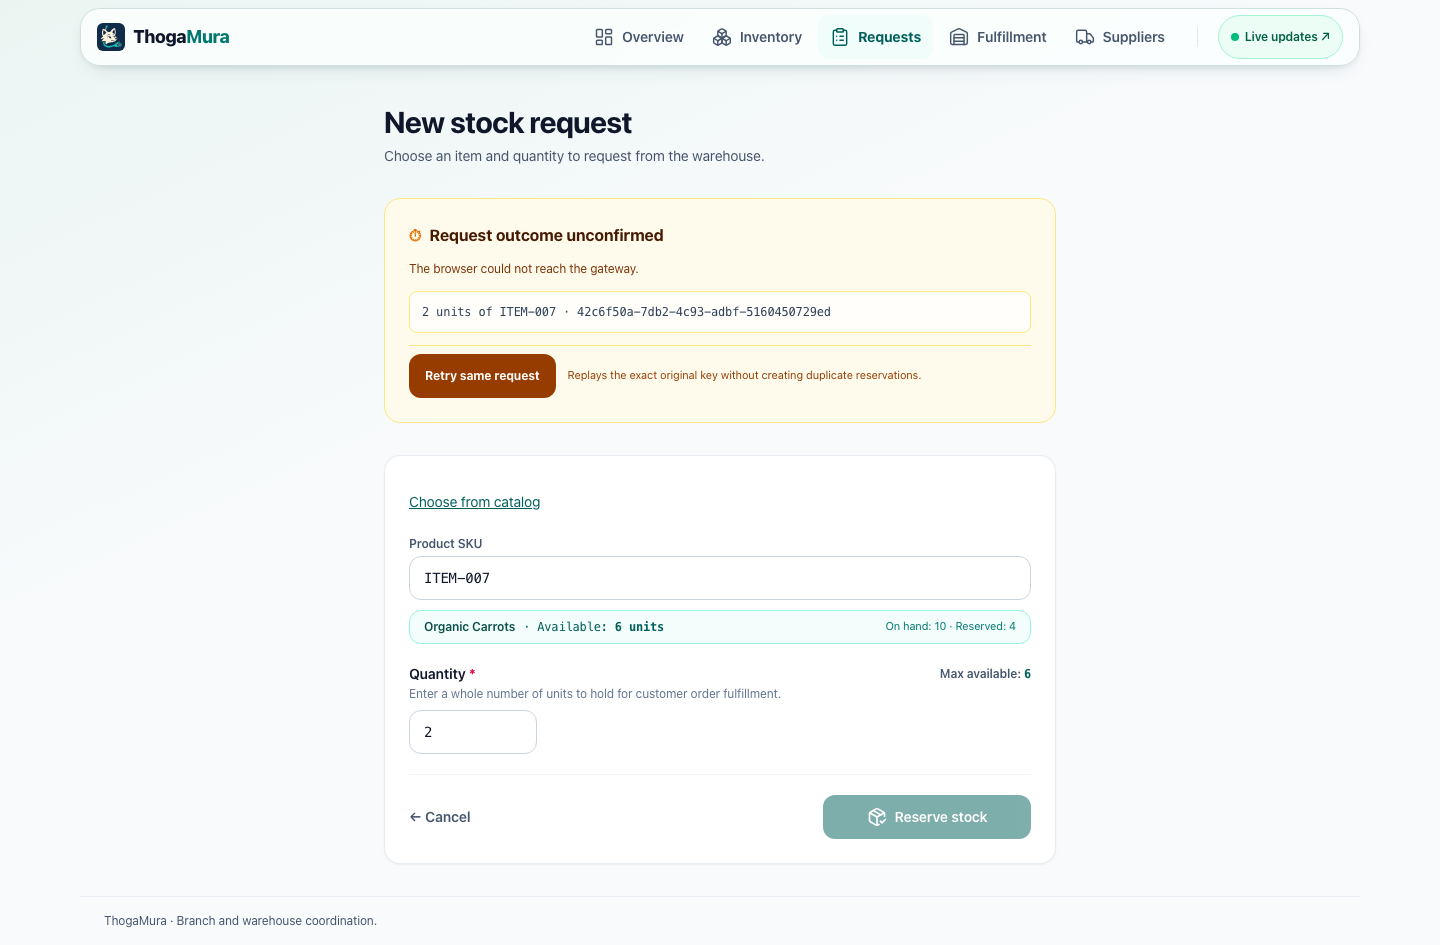 ThogaMura
Overview
Inventory
Requests
Fulfillment
Suppliers
Live updates ↗
New stock request
Choose an item and quantity to request from the warehouse.
⏱ Request outcome unconfirmed
The browser could not reach the gateway.
2 units of ITEM-007 · 42c6f50a-7db2-4c93-adbf-5160450729ed
Retry same request
Replays the exact original key without creating duplicate reservations.
Choose from catalog
Product SKU
ITEM-007
Organic Carrots · Available: 6 units
On hand: 10 · Reserved: 4
Quantity *
Max available: 6
Enter a whole number of units to hold for customer order fulfillment.
2
← Cancel
Reserve stock
ThogaMura · Branch and warehouse coordination.